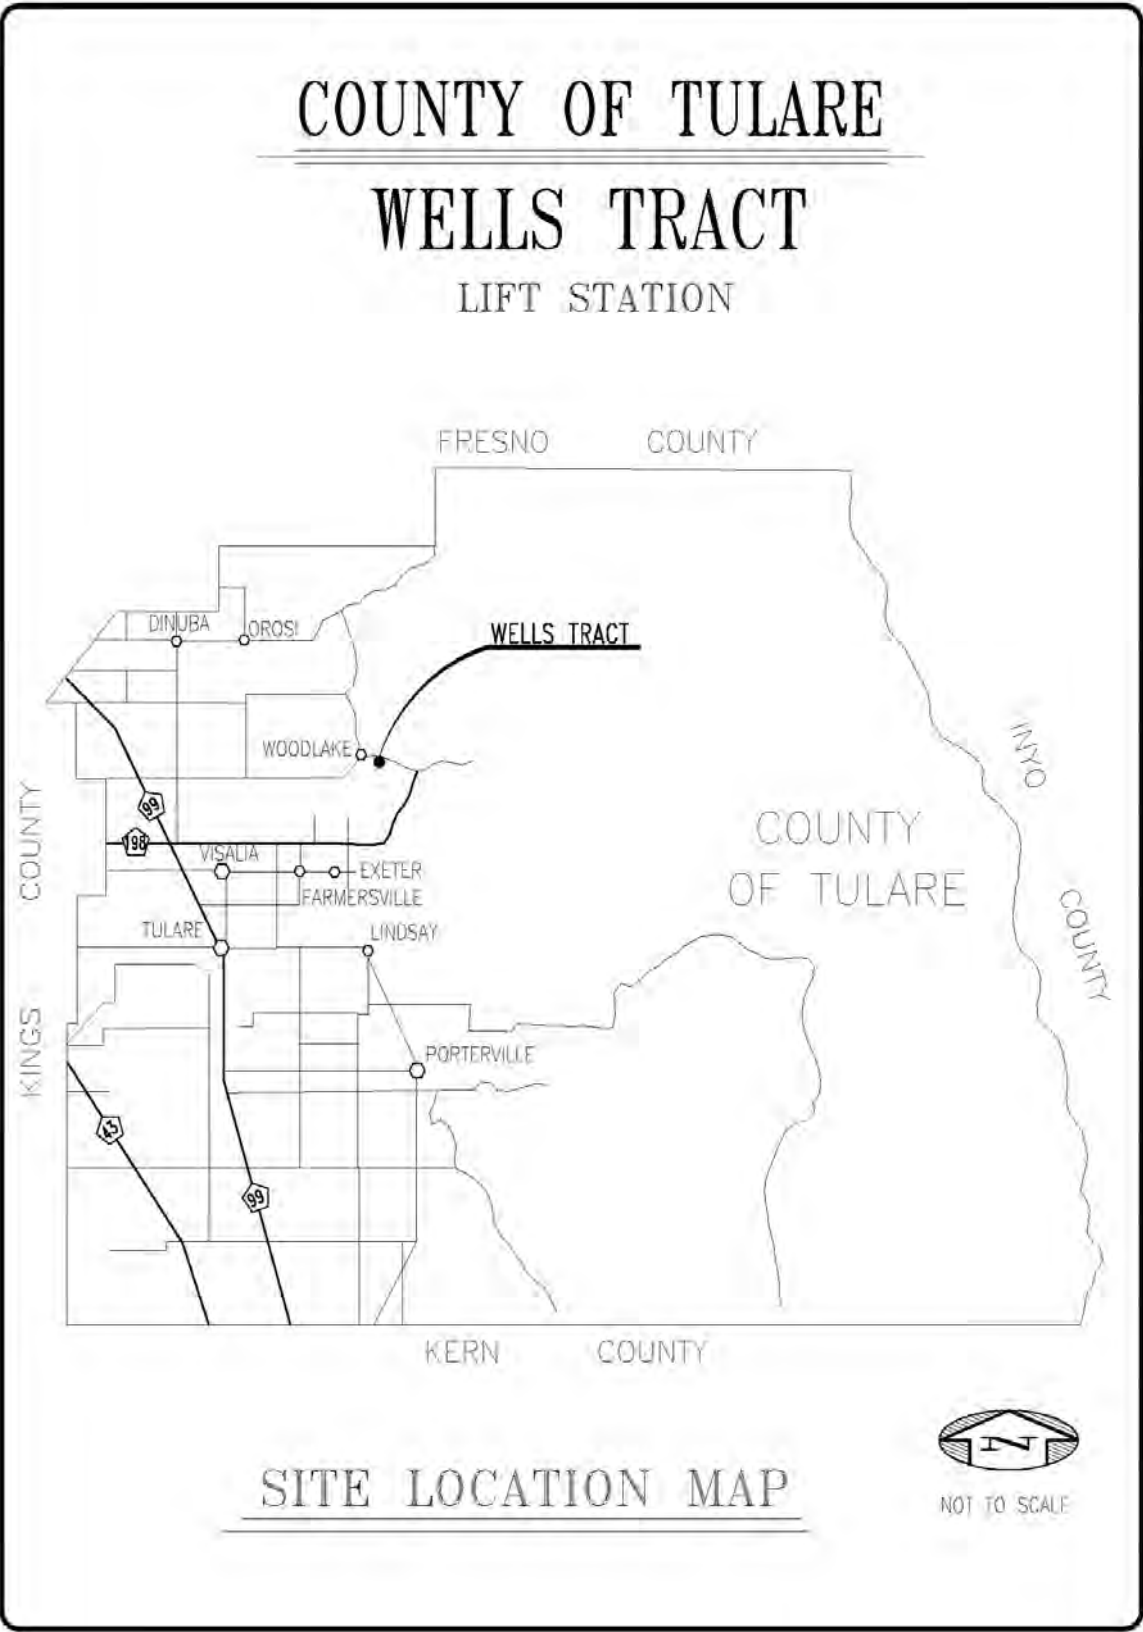 COUNTY OF TULARE
WELLS TRACT
LIFT STATION
FRESNO COUNTY
DINUBA
OROSI
WELLS TRACT
WOODLAKE
INYO COUNTY
KINGS COUNTY
99
198
COUNTY
OF TULARE
VISALIA
EXETER
FARMERSVILLE
TULARE
LINDSAY
PORTERVILLE
43
99
KERN COUNTY
N
SITE LOCATION MAP
NOT TO SCALE